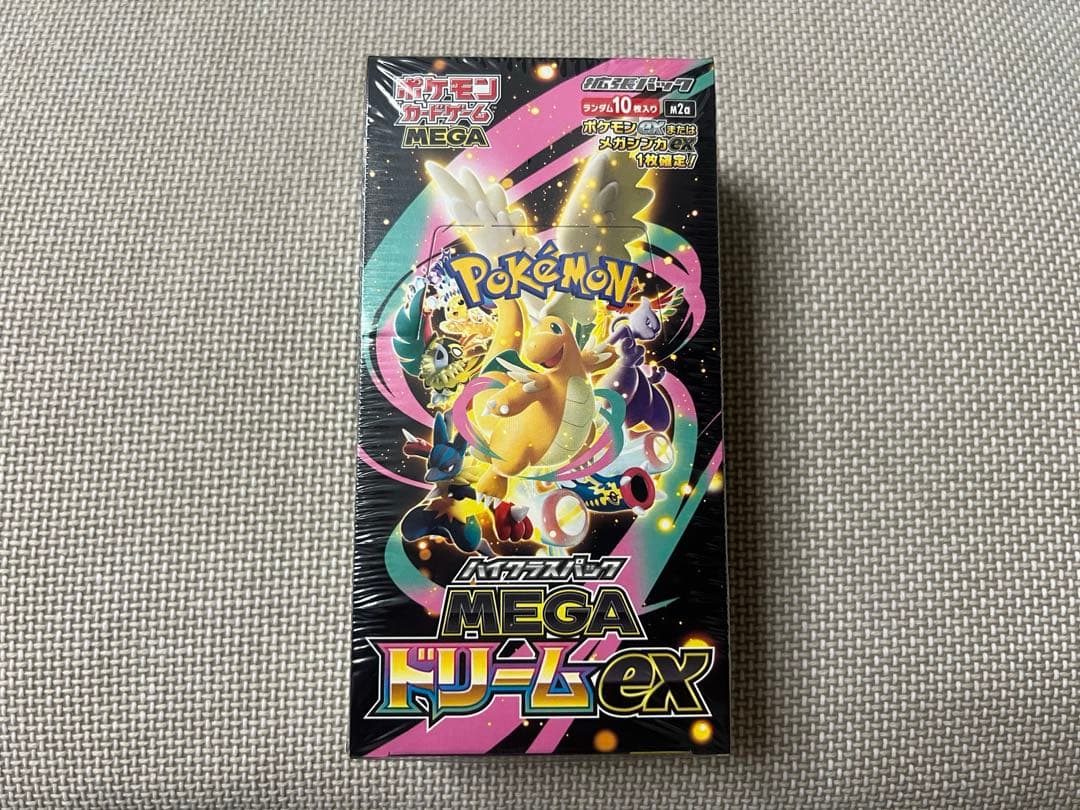 ポケモン
カードゲーム
MEGA
拡張パック
ランダム10枚入り M2a
ポケモンexまたは
メガシンカex
1枚確定!
POKÉMON
ハイクラスパック
MEGA
ドリームex